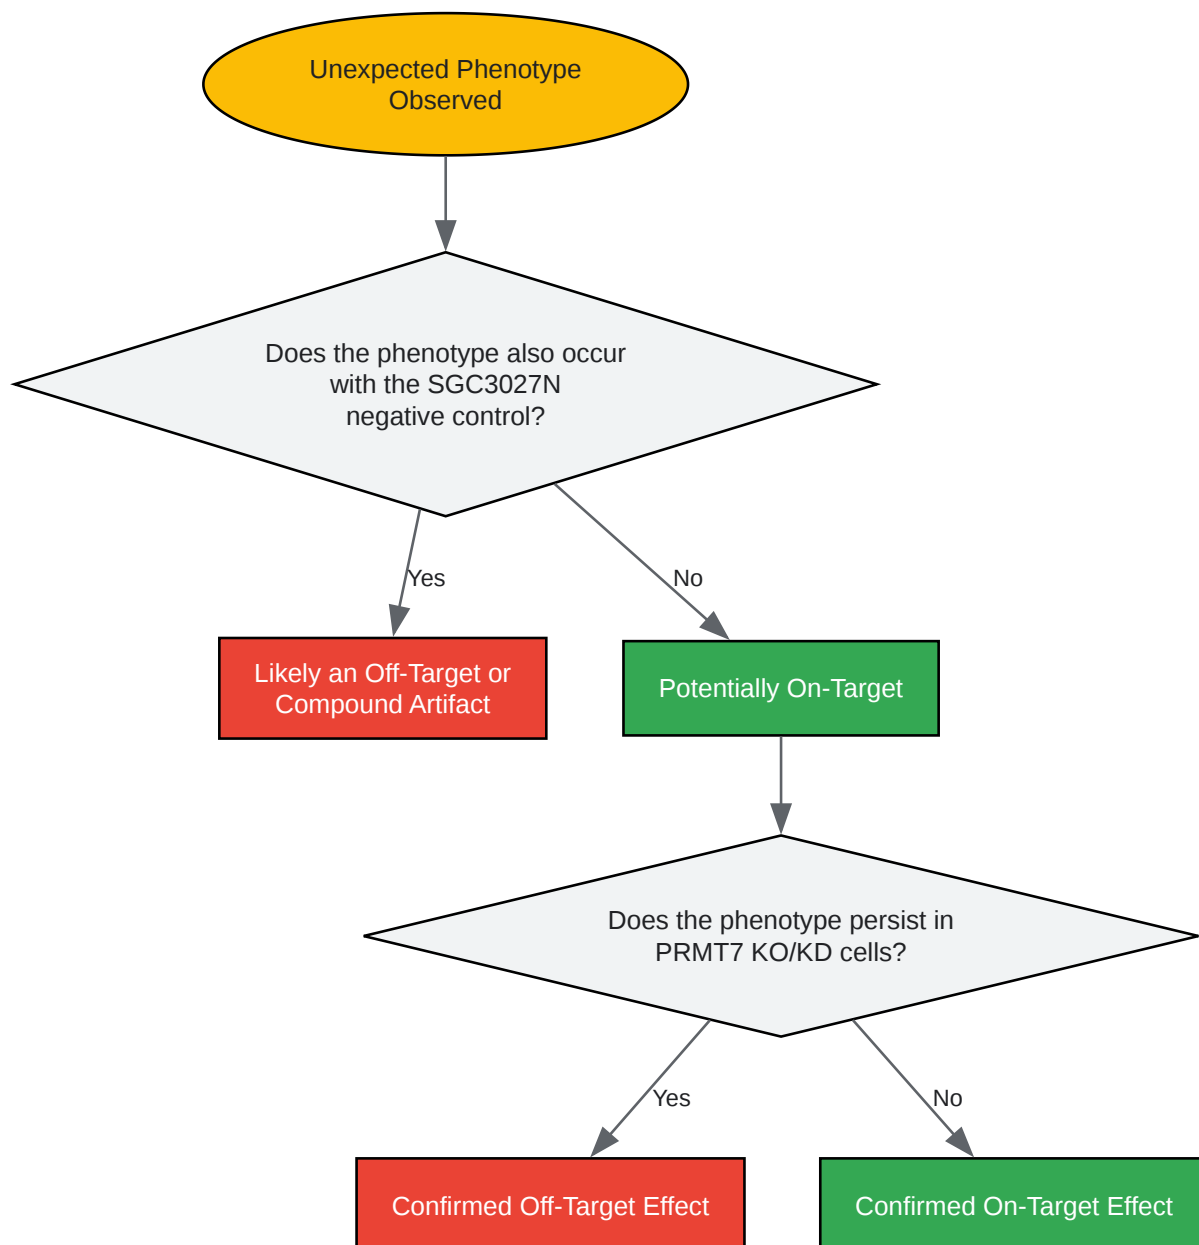 Unexpected Phenotype
Observed
Does the phenotype also occur
with the SGC3027N
negative control?
Yes
No
Likely an Off-Target or
Compound Artifact
Potentially On-Target
Does the phenotype persist in
PRMT7 KO/KD cells?
Yes
No
Confirmed Off-Target Effect
Confirmed On-Target Effect